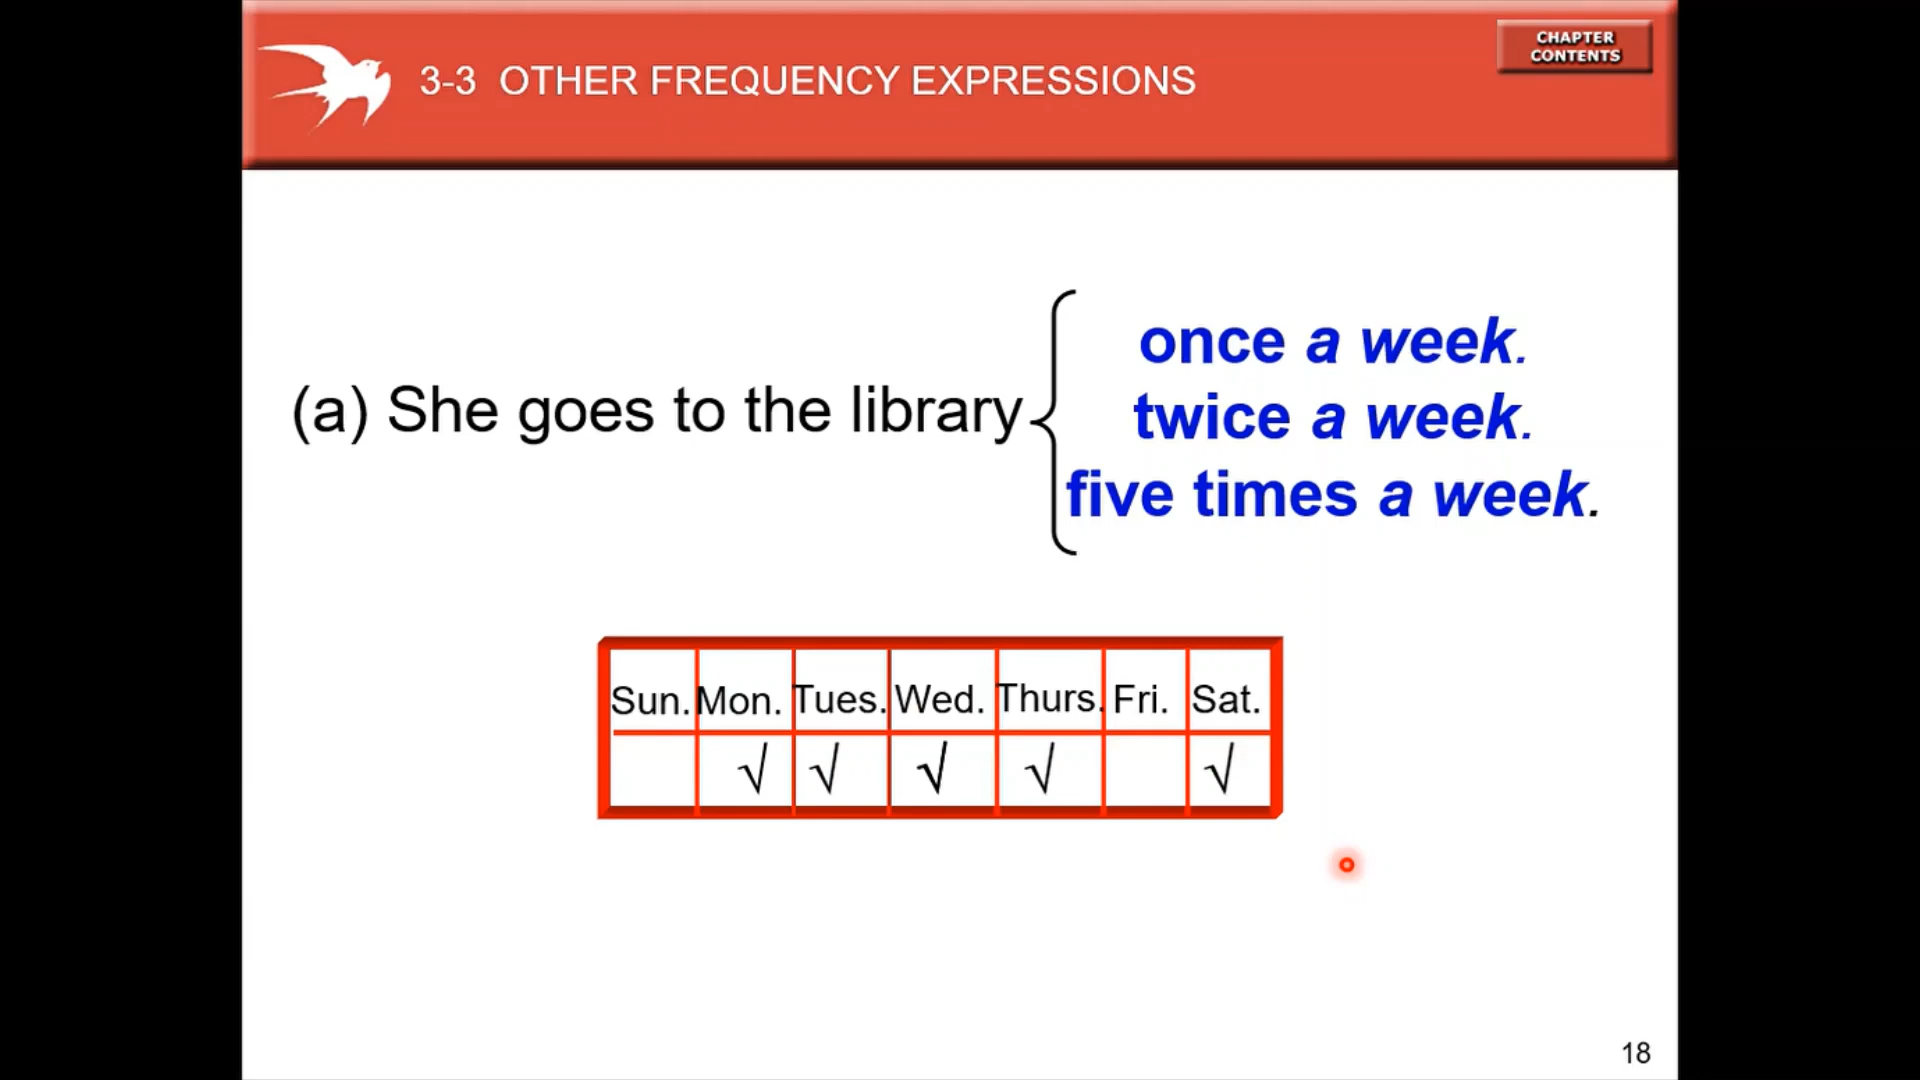 CHAPTER
CONTENTS
3-3 OTHER FREQUENCY EXPRESSIONS
(a) She goes to the library
once a week.
twice a week.
five times a week.
Sun. Mon. Tues. Wed. Thurs. Fri. Sat.
√ √ √ √ √
18